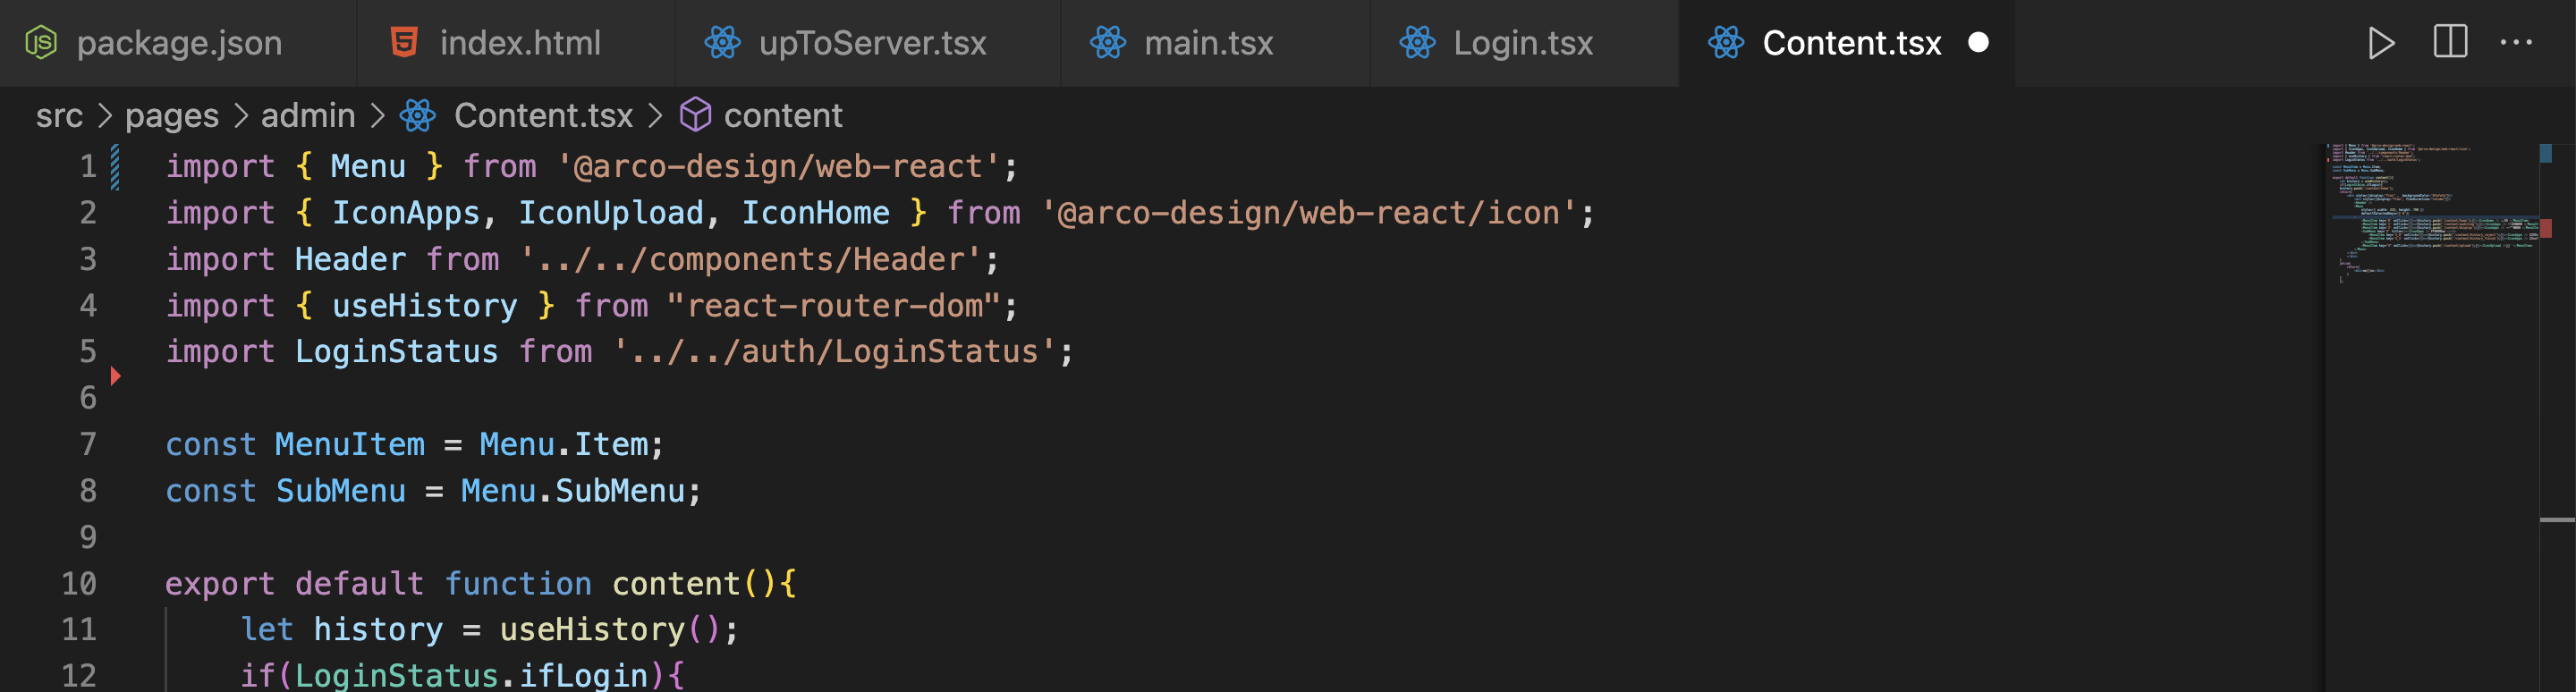 package.json index.html upToServer.tsx main.tsx Login.tsx Content.tsx
src > pages > admin > Content.tsx > content
1 import { Menu } from '@arco-design/web-react';
2 import { IconApps, IconUpload, IconHome } from '@arco-design/web-react/icon';
3 import Header from '../../components/Header';
4 import { useHistory } from "react-router-dom";
5 import LoginStatus from '../../auth/LoginStatus';
6
7 const MenuItem = Menu.Item;
8 const SubMenu = Menu.SubMenu;
9
10 export default function content(){
11     let history = useHistory();
12     if(LoginStatus.ifLogin){